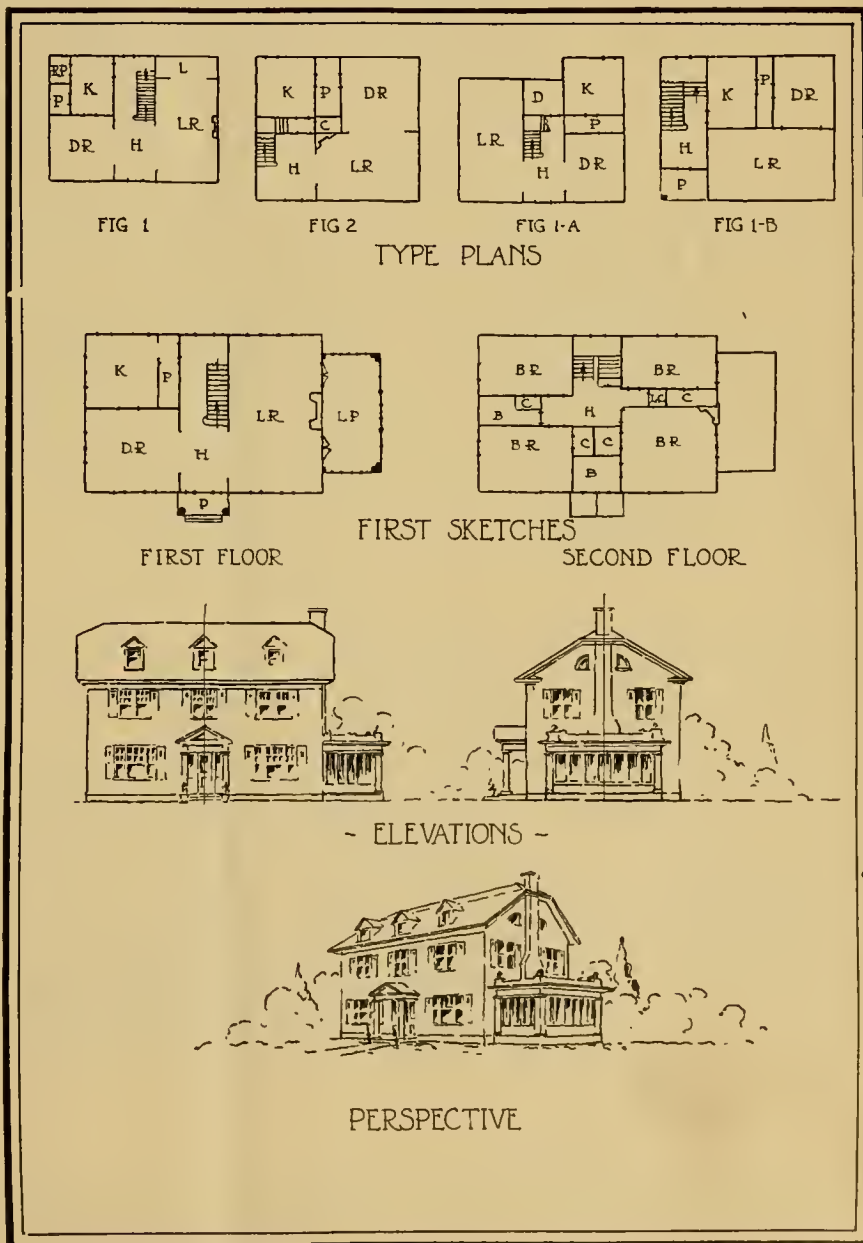 RP
P
K
DR
H
L
LR
FIG 1
K
P
DR
C
H
LR
FIG 2
LR
D
K
P
H
DR
FIG 1-A
K
P
DR
H
LR
P
FIG 1-B
TYPE PLANS
K
P
DR
H
LR
LP
P
BR
BR
C
B
H
LC
C
BR
C
C
BR
B
FIRST SKETCHES
FIRST FLOOR
SECOND FLOOR
- ELEVATIONS -
PERSPECTIVE